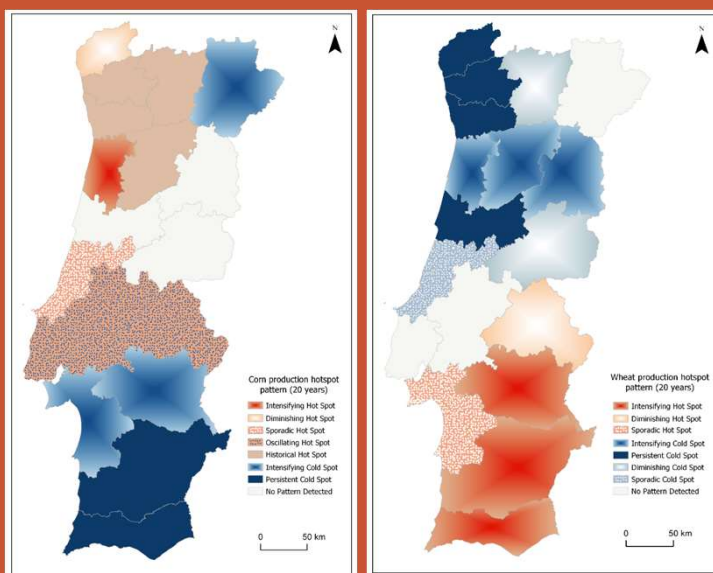 N
Corn production hotspot
pattern (20 years)
Intensifying Hot Spot
Diminishing Hot Spot
Sporadic Hot Spot
Oscillating Hot Spot
Historical Hot Spot
Intensifying Cold Spot
Persistent Cold Spot
No Pattern Detected
0 50 km
N
Wheat production hotspot
pattern (20 years)
Intensifying Hot Spot
Diminishing Hot Spot
Sporadic Hot Spot
Intensifying Cold Spot
Persistent Cold Spot
Diminishing Cold Spot
Sporadic Cold Spot
No Pattern Detected
0 50 km